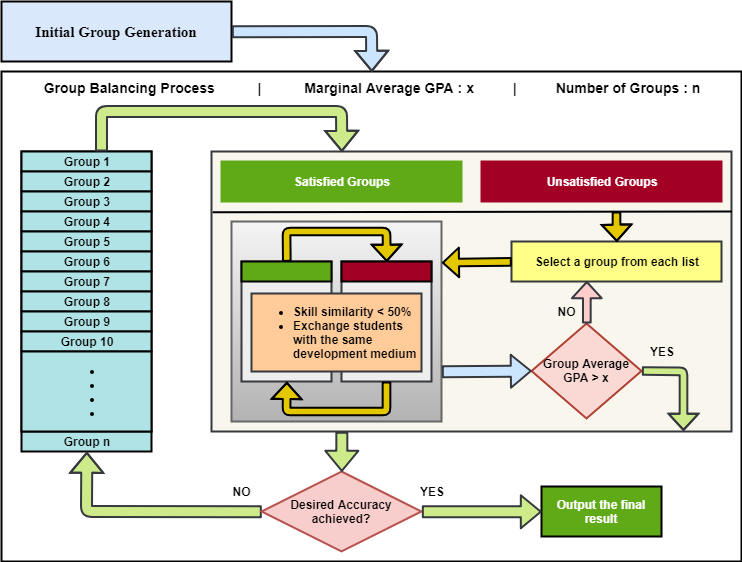 Initial Group Generation
Group Balancing Process | Marginal Average GPA : x | Number of Groups : n
Group 1
Group 2
Group 3
Group 4
Group 5
Group 6
Group 7
Group 8
Group 9
Group 10
Group n
Satisfied Groups
Unsatisfied Groups
Select a group from each list
• Skill similarity < 50%
• Exchange students
with the same
development medium
NO
Group Average
GPA > x
YES
NO
Desired Accuracy
achieved?
YES
Output the final
result